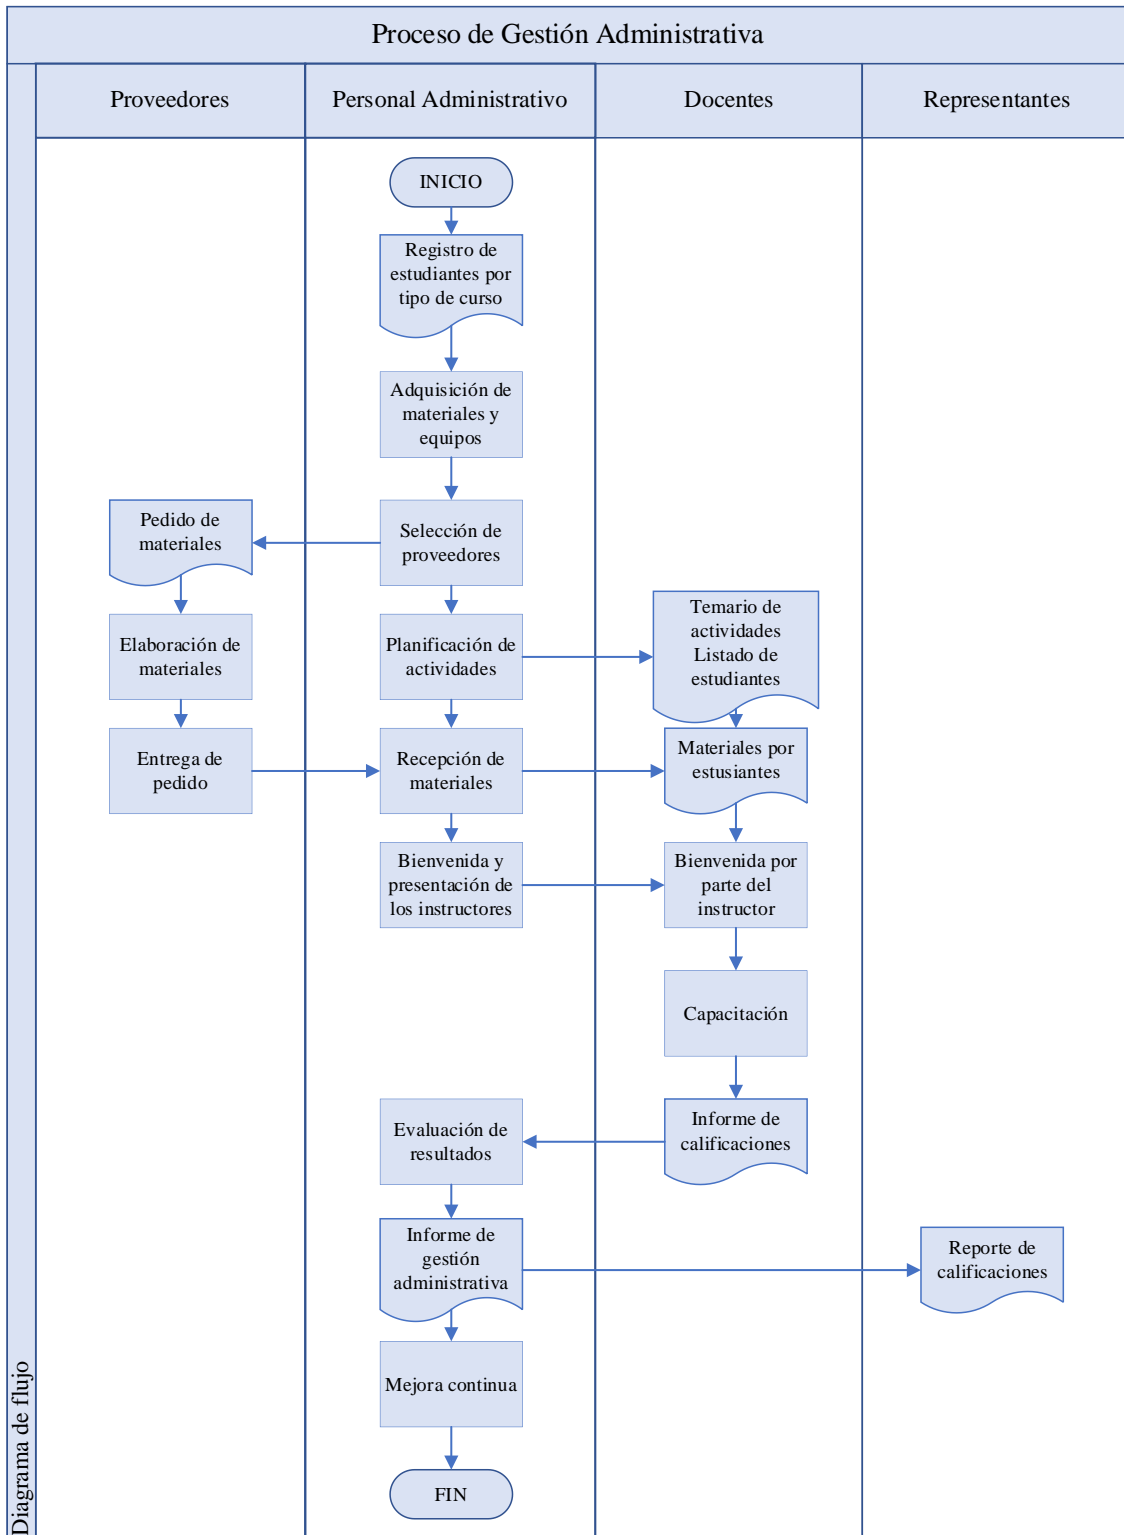 Proceso de Gestión Administrativa
Proveedores
Personal Administrativo
Docentes
Representantes
INICIO
Registro de
estudiantes por
tipo de curso
Adquisición de
materiales y
equipos
Pedido de
materiales
Selección de
proveedores
Elaboración de
materiales
Planificación de
actividades
Temario de
actividades
Listado de
estudiantes
Entrega de
pedido
Recepción de
materiales
Materiales por
estusiantes
Bienvenida y
presentación de
los instructores
Bienvenida por
parte del
instructor
Capacitación
Evaluación de
resultados
Informe de
calificaciones
Informe de
gestión
administrativa
Reporte de
calificaciones
Mejora continua
FIN
Diagrama de flujo